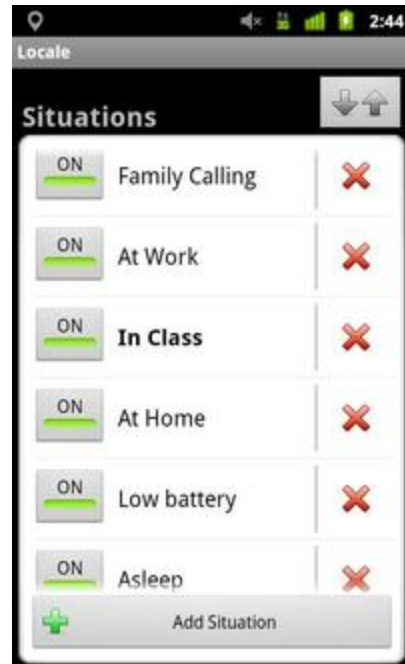 2:44
Locale
Situations
ON Family Calling
ON At Work
ON In Class
ON At Home
ON Low battery
ON Asleep
Add Situation